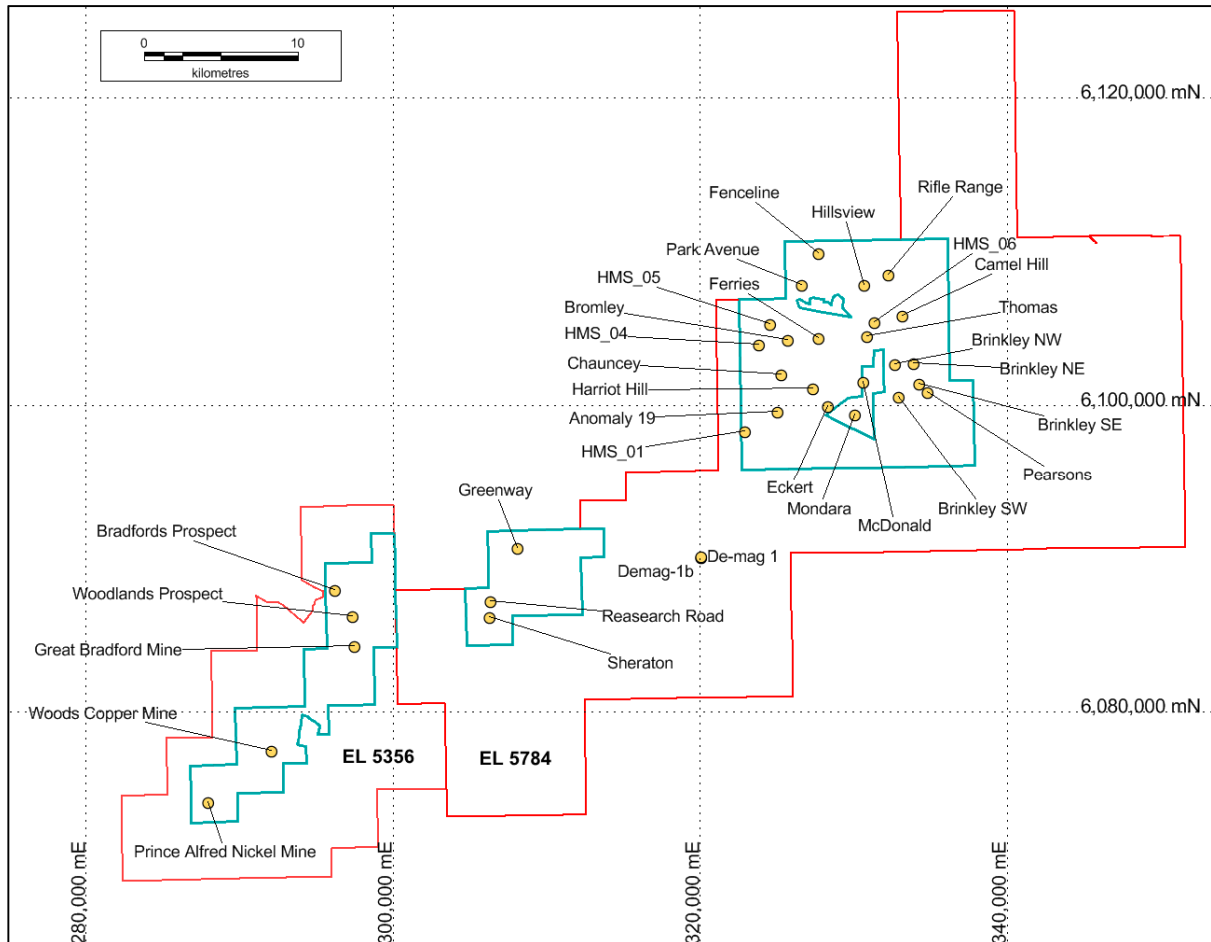 0 10
kilometres
6,120,000 mN
Fenceline
Rifle Range
Hillsview
Park Avenue
HMS_06
Camel Hill
HMS_05
Ferries
Bromley
Thomas
HMS_04
Brinkley NW
Chauncey
Brinkley NE
Harriot Hill
6,100,000 mN
Anomaly 19
Brinkley SE
HMS_01
Pearsons
Eckert
Mondara
Brinkley SW
McDonald
Greenway
Bradfords Prospect
De-mag 1
Demag-1b
Woodlands Prospect
Reasearch Road
Great Bradford Mine
Sheraton
Woods Copper Mine
6,080,000 mN
EL 5356
EL 5784
Prince Alfred Nickel Mine
280,000 mE
300,000 mE
320,000 mE
340,000 mE